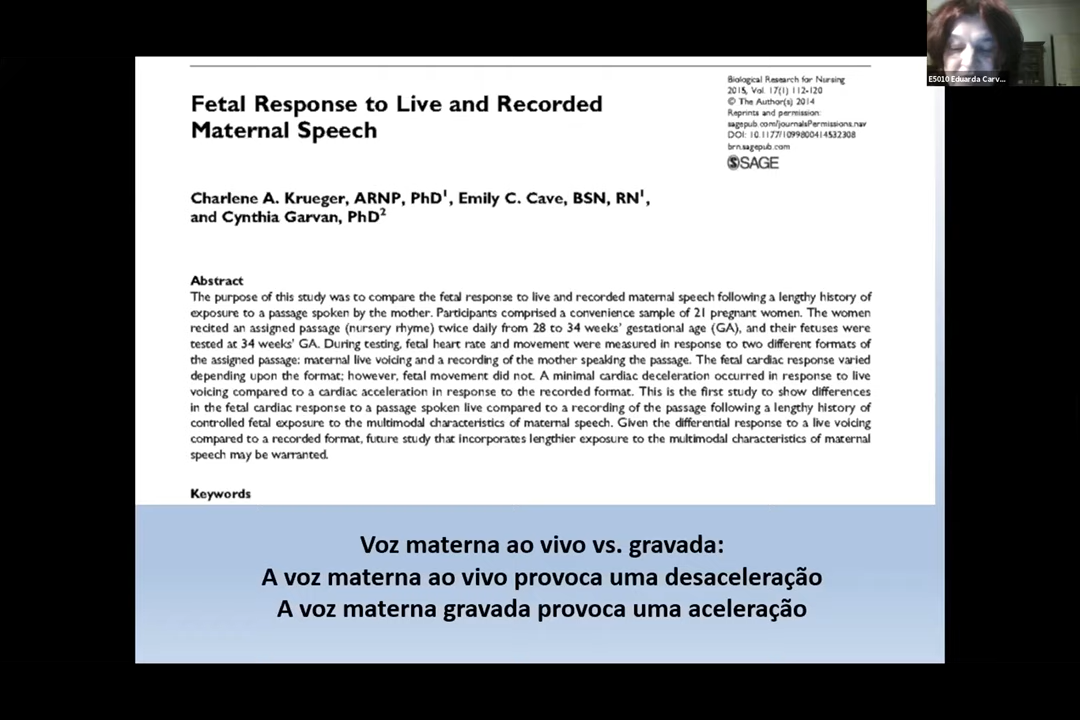 E5010 Eduarda Carv...
Biological Research for Nursing
2015, Vol. 17(1) 112-120
© The Author(s) 2014
Reprints and permission:
sagepub.com/journalsPermissions.nav
DOI: 10.1177/1099800414532308
brn.sagepub.com
SAGE
Fetal Response to Live and Recorded
Maternal Speech
Charlene A. Krueger, ARNP, PhD¹, Emily C. Cave, BSN, RN¹,
and Cynthia Garvan, PhD²
Abstract
The purpose of this study was to compare the fetal response to live and recorded maternal speech following a lengthy history of
exposure to a passage spoken by the mother. Participants comprised a convenience sample of 21 pregnant women. The women
recited an assigned passage (nursery rhyme) twice daily from 28 to 34 weeks' gestational age (GA), and their fetuses were
tested at 34 weeks' GA. During testing, fetal heart rate and movement were measured in response to two different formats of
the assigned passage: maternal live voicing and a recording of the mother speaking the passage. The fetal cardiac response varied
depending upon the format; however, fetal movement did not. A minimal cardiac deceleration occurred in response to live
voicing compared to a cardiac acceleration in response to the recorded format. This is the first study to show differences
in the fetal cardiac response to a passage spoken live compared to a recording of the passage following a lengthy history of
controlled fetal exposure to the multimodal characteristics of maternal speech. Given the differential response to a live voicing
compared to a recorded format, future study that incorporates lengthier exposure to the multimodal characteristics of maternal
speech may be warranted.
Keywords
Voz materna ao vivo vs. gravada:
A voz materna ao vivo provoca uma desaceleração
A voz materna gravada provoca uma aceleração